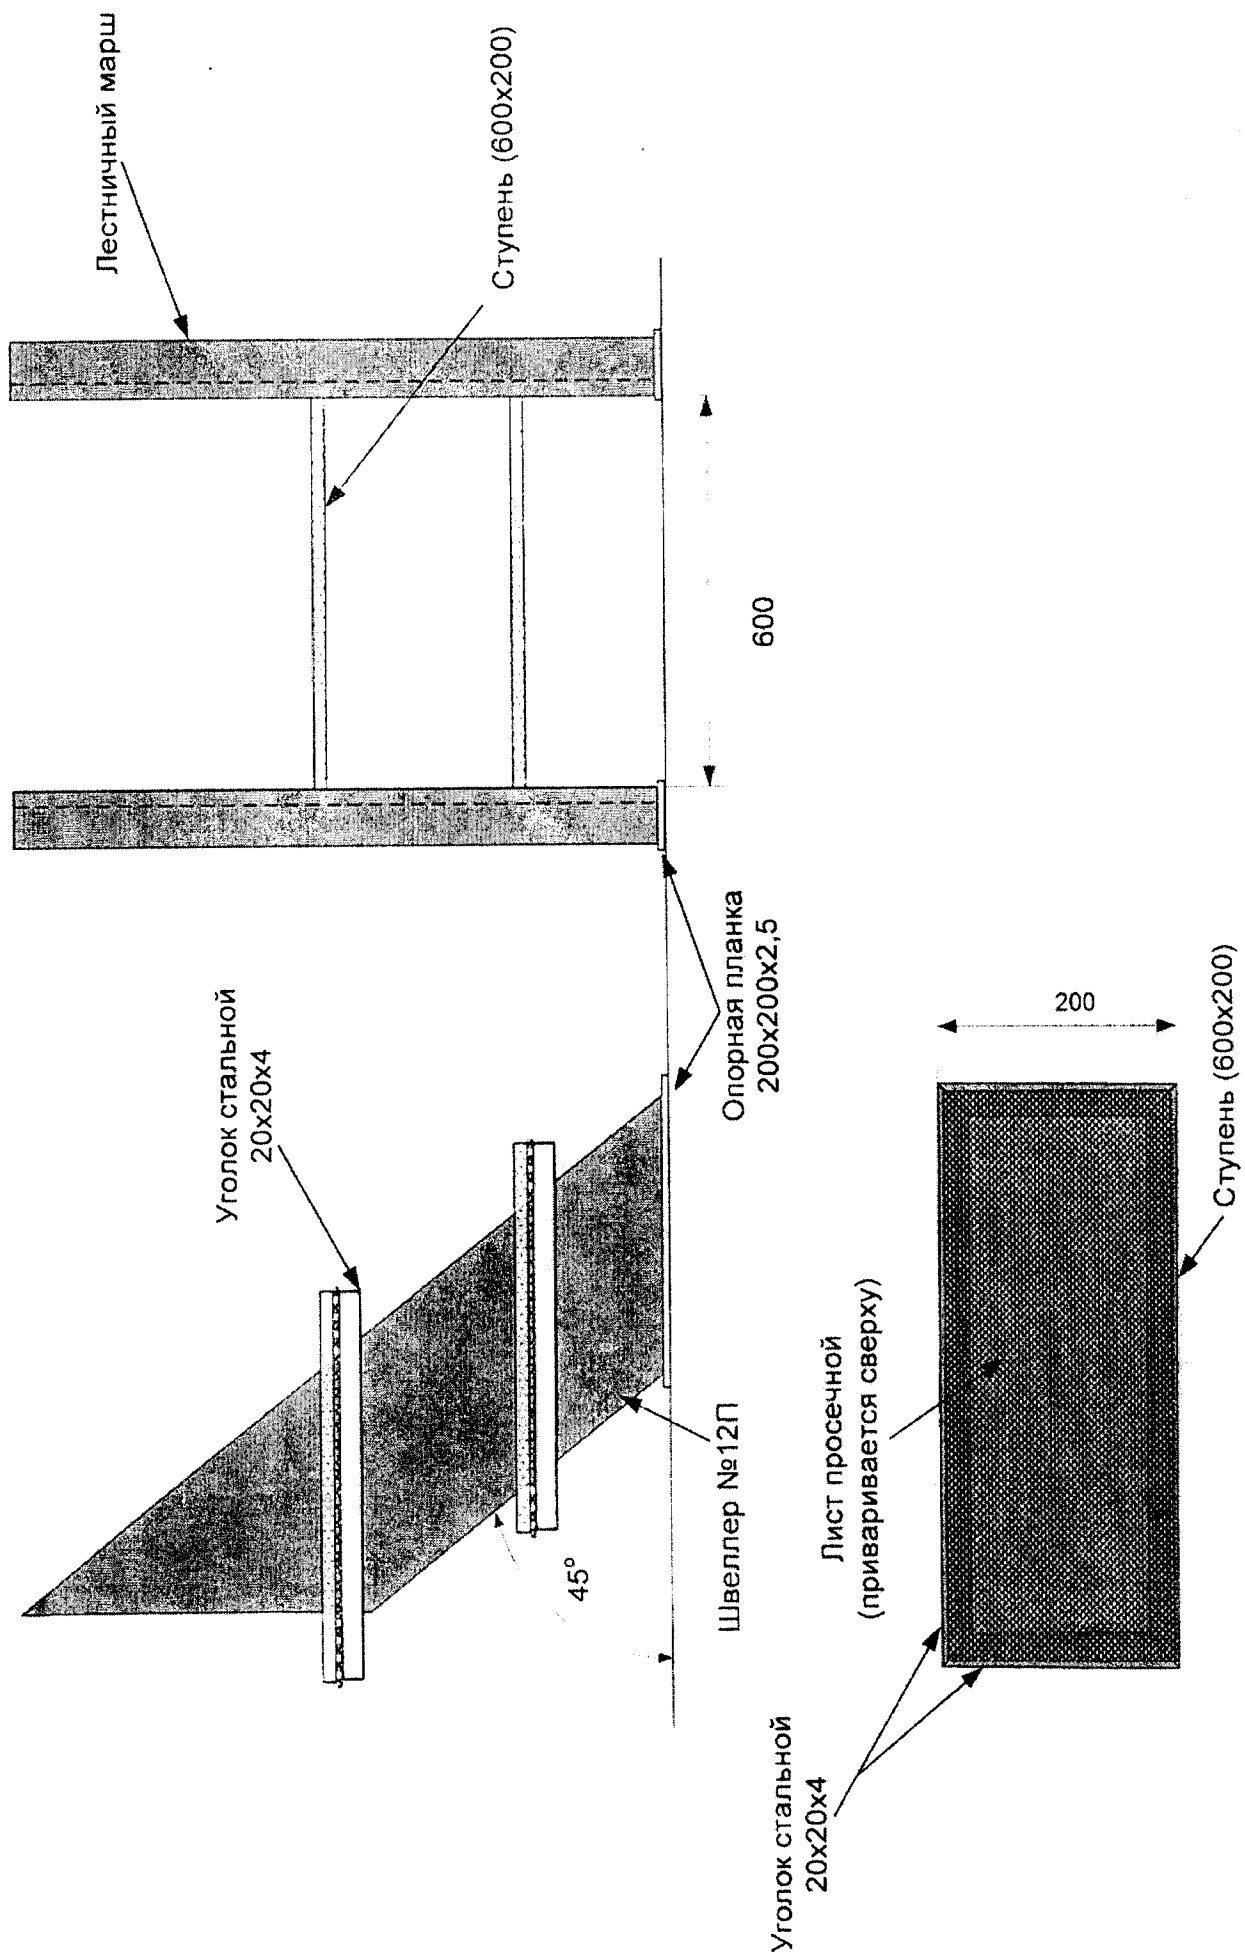 Лестничный марш
Ступень (600х200)
600
Уголок стальной
20х20х4
Опорная планка
200х200х2,5
Швеллер №12П
45°
Лист просечной
(приваривается сверху)
200
Ступень (600х200)
Уголок стальной
20х20х4